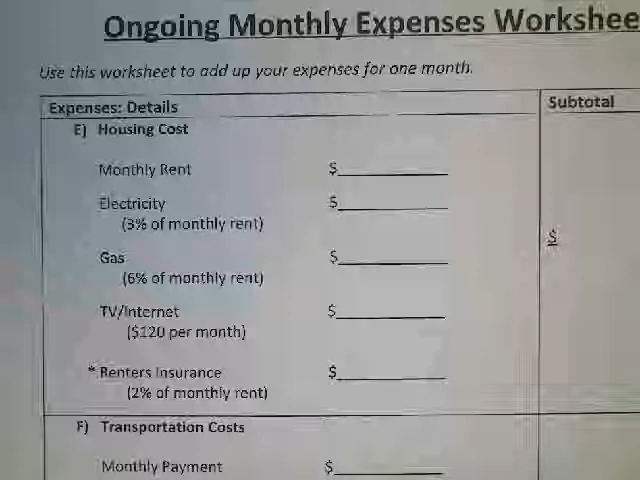 Ongoing Monthly Expenses Workshee
Use this worksheet to add up your expenses for one month.
Expenses: Details
Subtotal
E) Housing Cost
Monthly Rent $
Electricity $
(3% of monthly rent)
$
Gas $
(6% of monthly rent)
TV/Internet $
($120 per month)
* Renters Insurance $
(2% of monthly rent)
F) Transportation Costs
Monthly Payment $